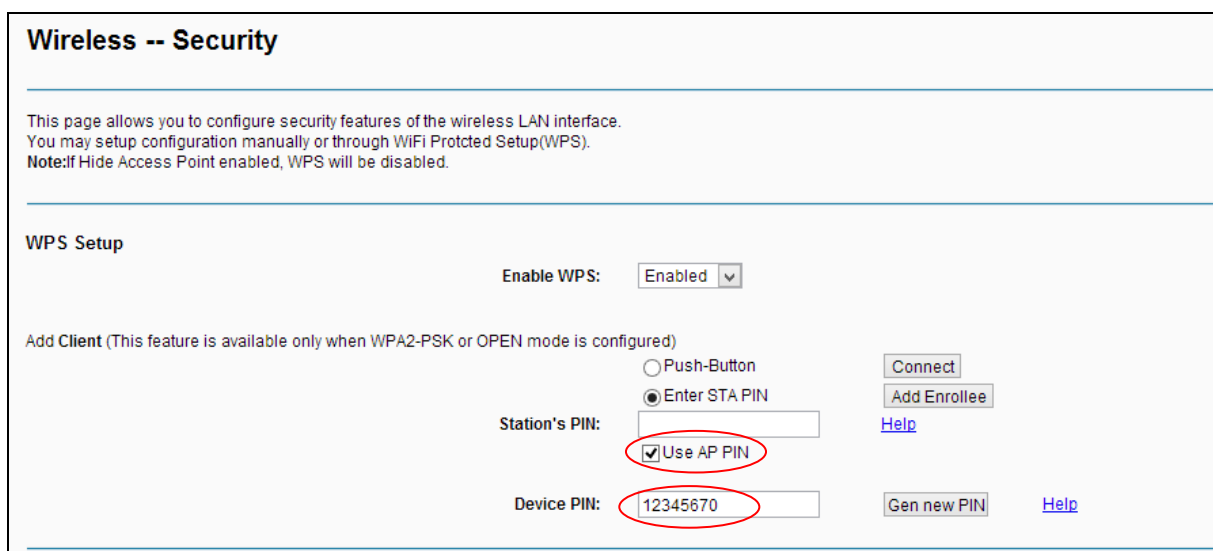 Wireless -- Security
This page allows you to configure security features of the wireless LAN interface.
You may setup configuration manually or through WiFi Protcted Setup(WPS).
Note:If Hide Access Point enabled, WPS will be disabled.
WPS Setup
Enable WPS: Enabled
Add Client (This feature is available only when WPA2-PSK or OPEN mode is configured)
Push-Button Connect
Enter STA PIN Add Enrollee
Station's PIN: Help
Use AP PIN
Device PIN: 12345670 Gen new PIN Help